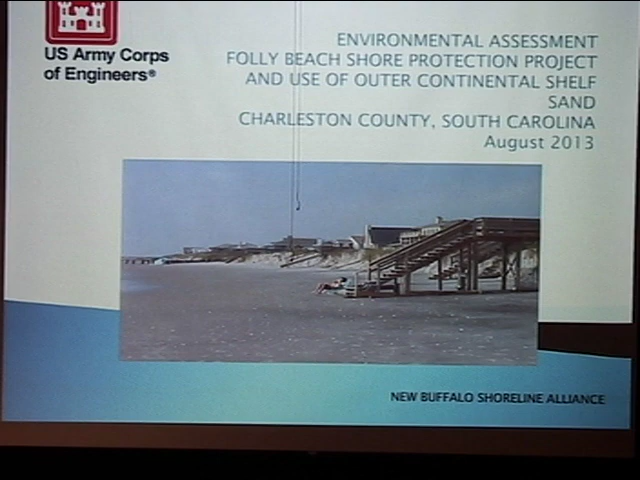 US Army Corps
of Engineers®
ENVIRONMENTAL ASSESSMENT
FOLLY BEACH SHORE PROTECTION PROJECT
AND USE OF OUTER CONTINENTAL SHELF
SAND
CHARLESTON COUNTY, SOUTH CAROLINA
August 2013
NEW BUFFALO SHORELINE ALLIANCE